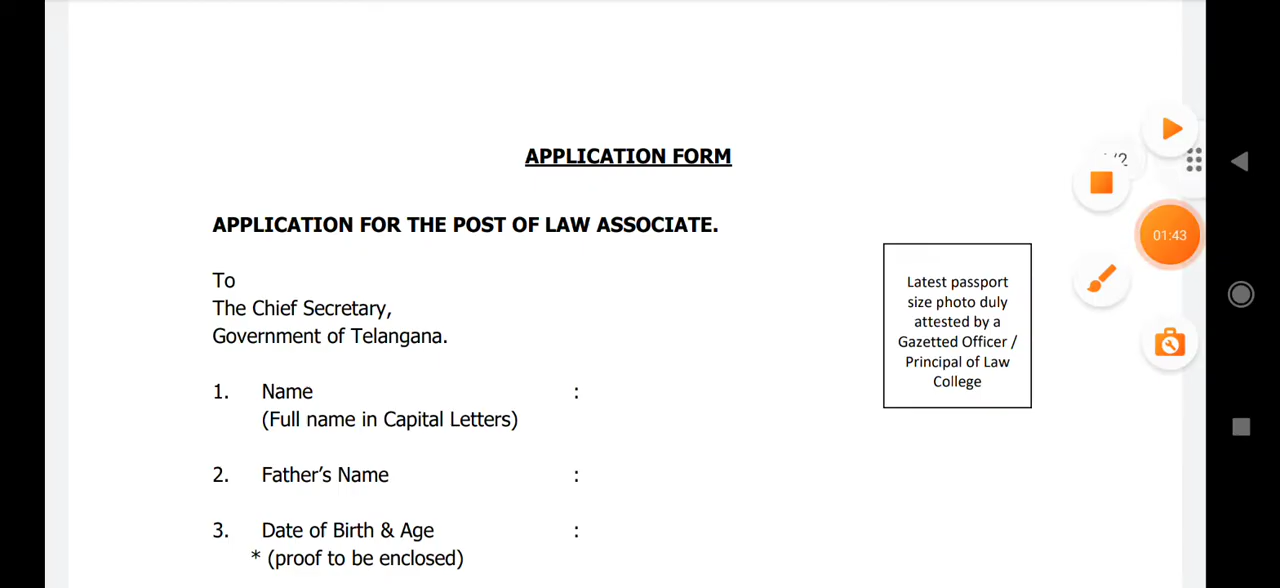 APPLICATION FORM
APPLICATION FOR THE POST OF LAW ASSOCIATE.
To
The Chief Secretary,
Government of Telangana.
Latest passport
size photo duly
attested by a
Gazetted Officer /
Principal of Law
College
1. Name :
(Full name in Capital Letters)
2. Father's Name :
3. Date of Birth & Age :
* (proof to be enclosed)
/2
01:43